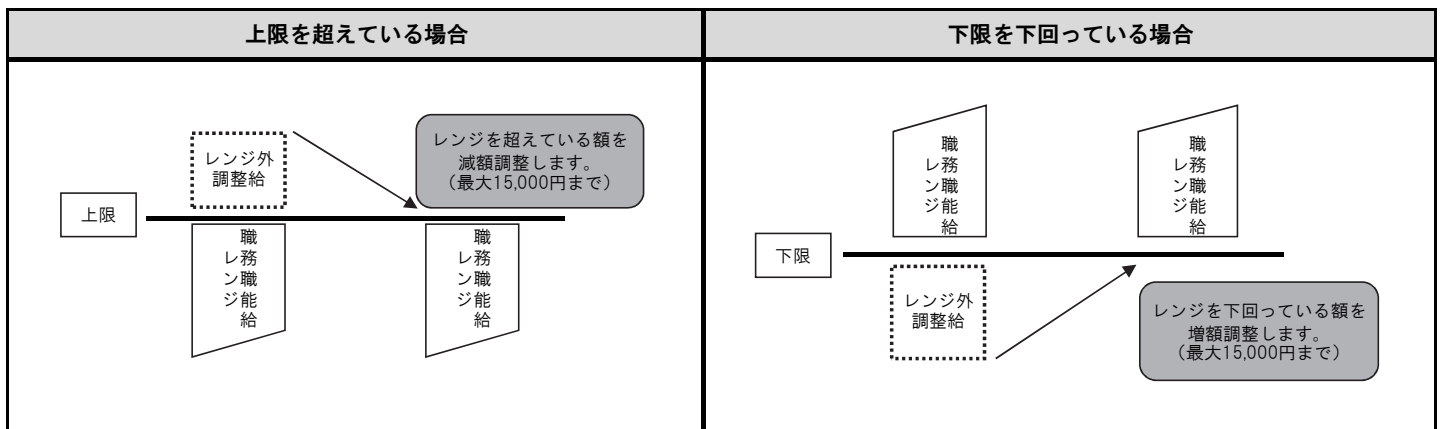 上限を超えている場合
レンジ外
調整給
レンジを超えている額を
減額調整します。
（最大15,000円まで）
上限
職務職能給
レンジ
職務職能給
レンジ
下限を下回っている場合
職務職能給
レンジ
職務職能給
レンジ
下限
レンジ外
調整給
レンジを下回っている額を
増額調整します。
（最大15,000円まで）